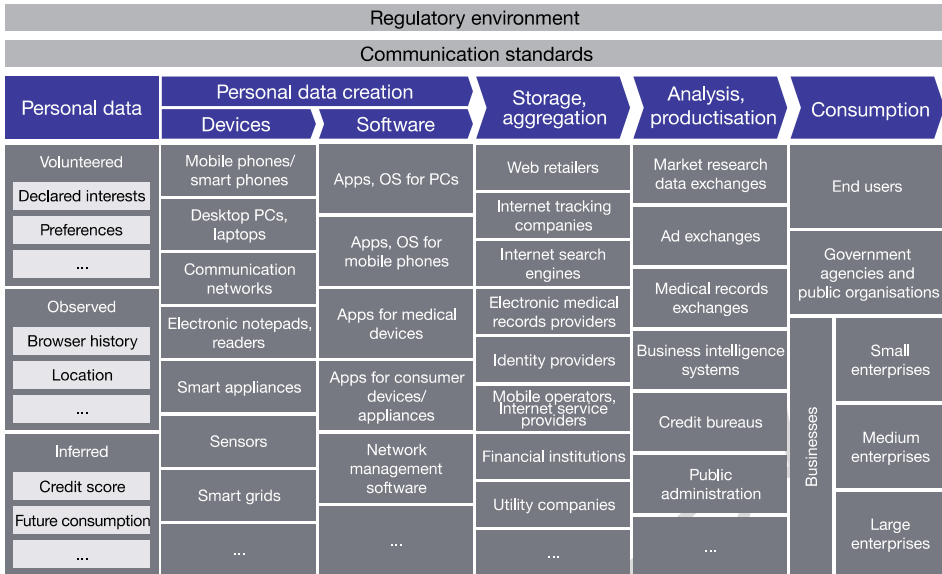 Regulatory environment
Communication standards
Personal data
Personal data creation
Devices
Software
Storage,
aggregation
Analysis,
productisation
Consumption
Volunteered
Declared interests
Preferences
...
Observed
Browser history
Location
...
Inferred
Credit score
Future consumption
...
Mobile phones/
smart phones
Desktop PCs,
laptops
Communication
networks
Electronic notepads,
readers
Smart appliances
Sensors
Smart grids
...
Apps, OS for PCs
Apps, OS for
mobile phones
Apps for medical
devices
Apps for consumer
devices/
appliances
Network
management
software
...
Web retailers
Internet tracking
companies
Internet search
engines
Electronic medical
records providers
Identity providers
Mobile operators,
Internet service
providers
Financial institutions
Utility companies
...
Market research
data exchanges
Ad exchanges
Medical records
exchanges
Business intelligence
systems
Credit bureaus
Public
administration
...
End users
Government
agencies and
public organisations
Businesses
Small
enterprises
Medium
enterprises
Large
enterprises